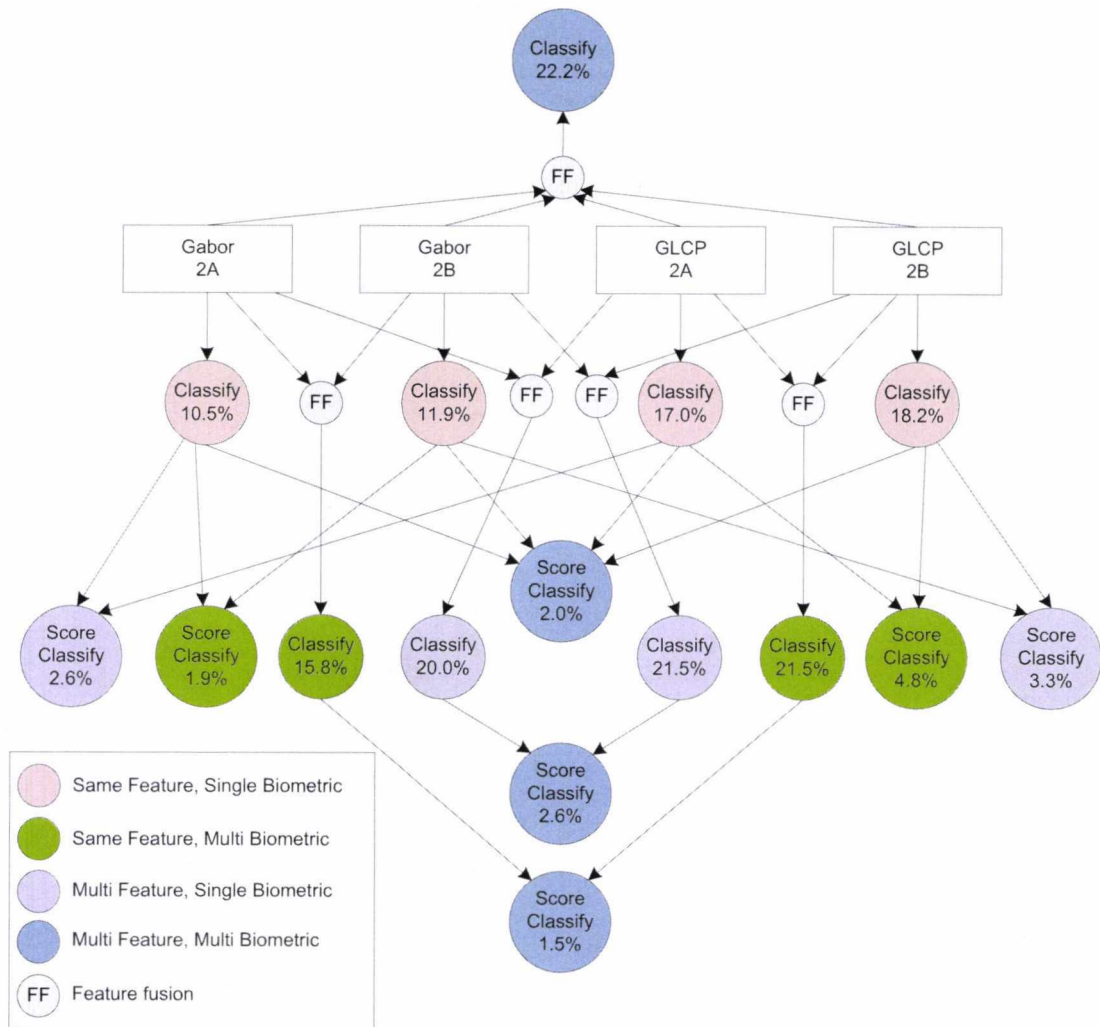 Classify
22.2%
FF
Gabor
2A
Gabor
2B
GLCP
2A
GLCP
2B
Classify
10.5%
FF
Classify
11.9%
FF
FF
Classify
17.0%
FF
Classify
18.2%
Score
Classify
2.0%
Score
Classify
2.6%
Score
Classify
1.9%
Classify
15.8%
Classify
20.0%
Classify
21.5%
Classify
21.5%
Score
Classify
4.8%
Score
Classify
3.3%
Score
Classify
2.6%
Score
Classify
1.5%
Same Feature, Single Biometric
Same Feature, Multi Biometric
Multi Feature, Single Biometric
Multi Feature, Multi Biometric
FF Feature fusion